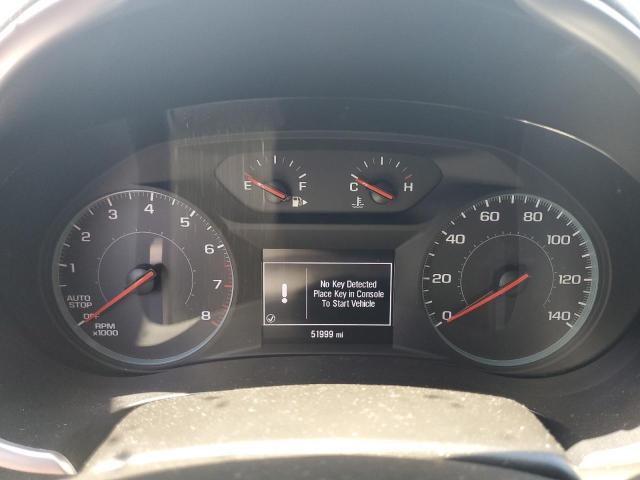 E F
C H
1 2 3 4 5 6 7 8
AUTO
STOP
OFF
RPM
x1000
No Key Detected
Place Key in Console
To Start Vehicle
51999 mi
0 20 40 60 80 100 120 140